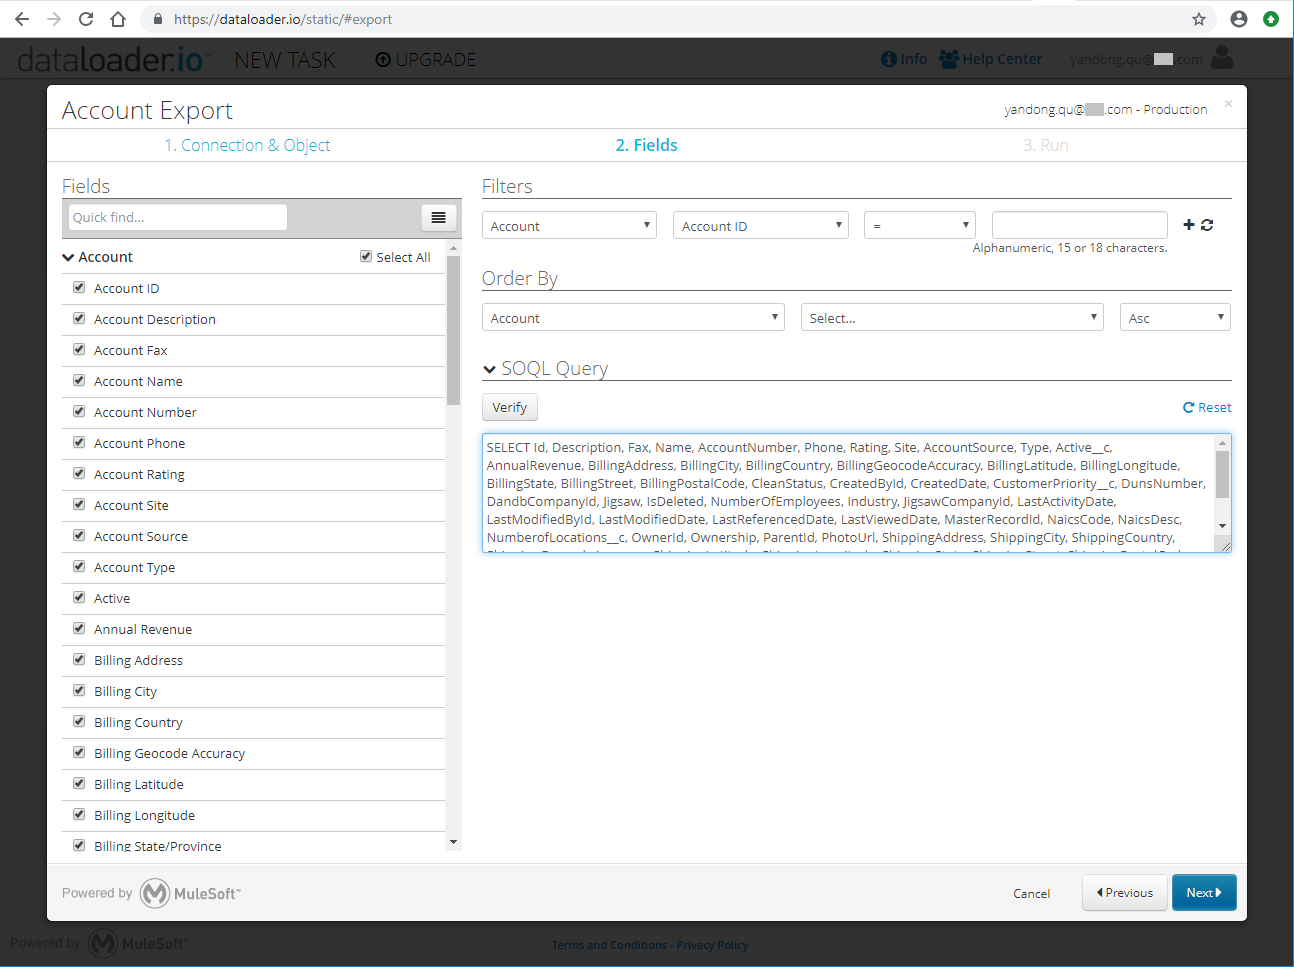 https://dataloader.io/static/#export
dataloader.io™ NEW TASK UPGRADE Info Help Center yandong.qu@ .com
Account Export
yandong.qu@ .com - Production ×
1. Connection & Object 2. Fields 3. Run
Fields
Quick find...
Account Select All
Account ID
Account Description
Account Fax
Account Name
Account Number
Account Phone
Account Rating
Account Site
Account Source
Account Type
Active
Annual Revenue
Billing Address
Billing City
Billing Country
Billing Geocode Accuracy
Billing Latitude
Billing Longitude
Billing State/Province
Filters
Account Account ID =
Alphanumeric, 15 or 18 characters.
Order By
Account Select... Asc
SOQL Query
Verify Reset
SELECT Id, Description, Fax, Name, AccountNumber, Phone, Rating, Site, AccountSource, Type, Active__c,
AnnualRevenue, BillingAddress, BillingCity, BillingCountry, BillingGeocodeAccuracy, BillingLatitude, BillingLongitude,
BillingState, BillingStreet, BillingPostalCode, CleanStatus, CreatedById, CreatedDate, CustomerPriority__c, DunsNumber,
DandbCompanyId, Jigsaw, IsDeleted, NumberOfEmployees, Industry, JigsawCompanyId, LastActivityDate,
LastModifiedById, LastModifiedDate, LastReferencedDate, LastViewedDate, MasterRecordId, NaicsCode, NaicsDesc,
NumberofLocations__c, OwnerId, Ownership, ParentId, PhotoUrl, ShippingAddress, ShippingCity, ShippingCountry,
Powered by MuleSoft™
Cancel Previous Next
Powered by MuleSoft™
Terms and Conditions - Privacy Policy